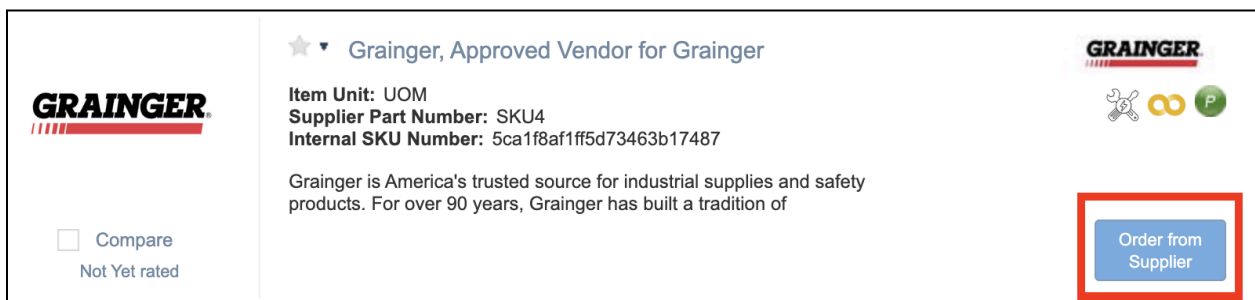 GRAINGER.
Compare
Not Yet rated
Grainger, Approved Vendor for Grainger
Item Unit: UOM
Supplier Part Number: SKU4
Internal SKU Number: 5ca1f8af1ff5d73463b17487
Grainger is America's trusted source for industrial supplies and safety
products. For over 90 years, Grainger has built a tradition of
GRAINGER
P
Order from
Supplier